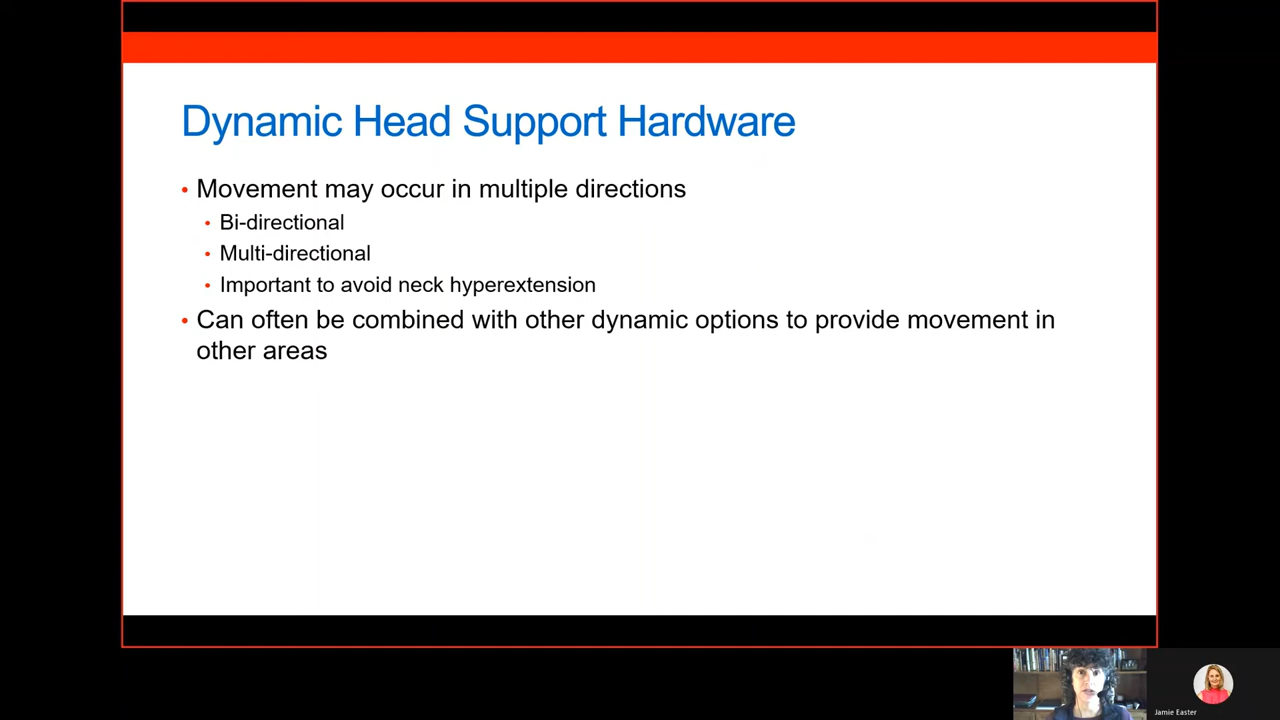 Dynamic Head Support Hardware
• Movement may occur in multiple directions
• Bi-directional
• Multi-directional
• Important to avoid neck hyperextension
• Can often be combined with other dynamic options to provide movement in
other areas
Jamie Easter